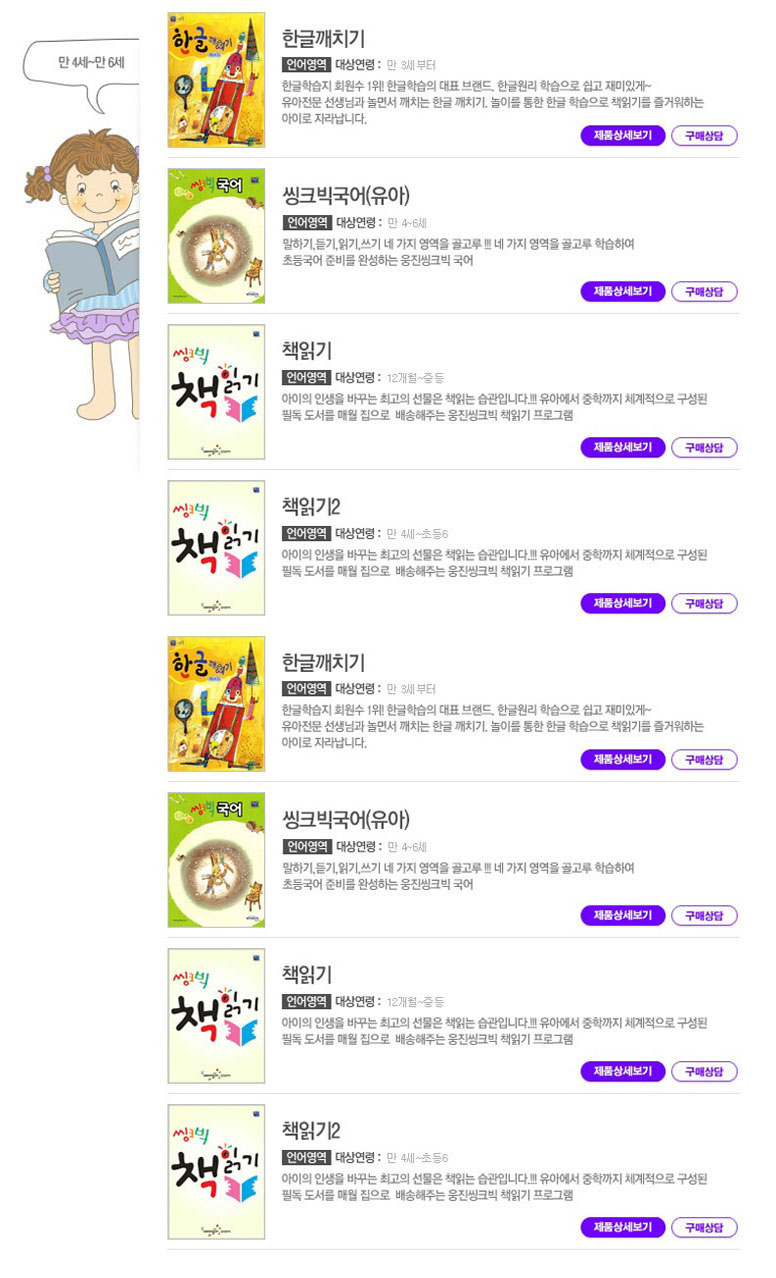 만 4세~만 6세
한글깨치기
한글깨치기
언어영역 대상연령 : 만 3세부터
한글학습지 회원수 1위! 한글학습의 대표 브랜드, 한글원리 학습으로 쉽고 재미있게~
유아전문 선생님과 놀면서 깨치는 한글 깨치기. 놀이를 통한 한글 학습으로 책읽기를 즐거워하는
아이로 자라납니다.
제품상세보기 구매상담
씽크빅 국어
씽크빅국어(유아)
언어영역 대상연령 : 만 4~6세
말하기,듣기,읽기,쓰기 네 가지 영역을 골고루 !!! 네 가지 영역을 골고루 학습하여
초등국어 준비를 완성하는 웅진씽크빅 국어
제품상세보기 구매상담
씽크빅
책읽기
책읽기
언어영역 대상연령 : 12개월~중등
아이의 인생을 바꾸는 최고의 선물은 책읽는 습관입니다.!!! 유아에서 중학까지 체계적으로 구성된
필독 도서를 매월 집으로 배송해주는 웅진씽크빅 책읽기 프로그램
제품상세보기 구매상담
씽크빅
책읽기
책읽기2
언어영역 대상연령 : 만 4세~초등6
아이의 인생을 바꾸는 최고의 선물은 책읽는 습관입니다.!!! 유아에서 중학까지 체계적으로 구성된
필독 도서를 매월 집으로 배송해주는 웅진씽크빅 책읽기 프로그램
제품상세보기 구매상담
한글깨치기
한글깨치기
언어영역 대상연령 : 만 3세부터
한글학습지 회원수 1위! 한글학습의 대표 브랜드, 한글원리 학습으로 쉽고 재미있게~
유아전문 선생님과 놀면서 깨치는 한글 깨치기. 놀이를 통한 한글 학습으로 책읽기를 즐거워하는
아이로 자라납니다.
제품상세보기 구매상담
씽크빅 국어
씽크빅국어(유아)
언어영역 대상연령 : 만 4~6세
말하기,듣기,읽기,쓰기 네 가지 영역을 골고루 !!! 네 가지 영역을 골고루 학습하여
초등국어 준비를 완성하는 웅진씽크빅 국어
제품상세보기 구매상담
씽크빅
책읽기
책읽기
언어영역 대상연령 : 12개월~중등
아이의 인생을 바꾸는 최고의 선물은 책읽는 습관입니다.!!! 유아에서 중학까지 체계적으로 구성된
필독 도서를 매월 집으로 배송해주는 웅진씽크빅 책읽기 프로그램
제품상세보기 구매상담
씽크빅
책읽기
책읽기2
언어영역 대상연령 : 만 4세~초등6
아이의 인생을 바꾸는 최고의 선물은 책읽는 습관입니다.!!! 유아에서 중학까지 체계적으로 구성된
필독 도서를 매월 집으로 배송해주는 웅진씽크빅 책읽기 프로그램
제품상세보기 구매상담